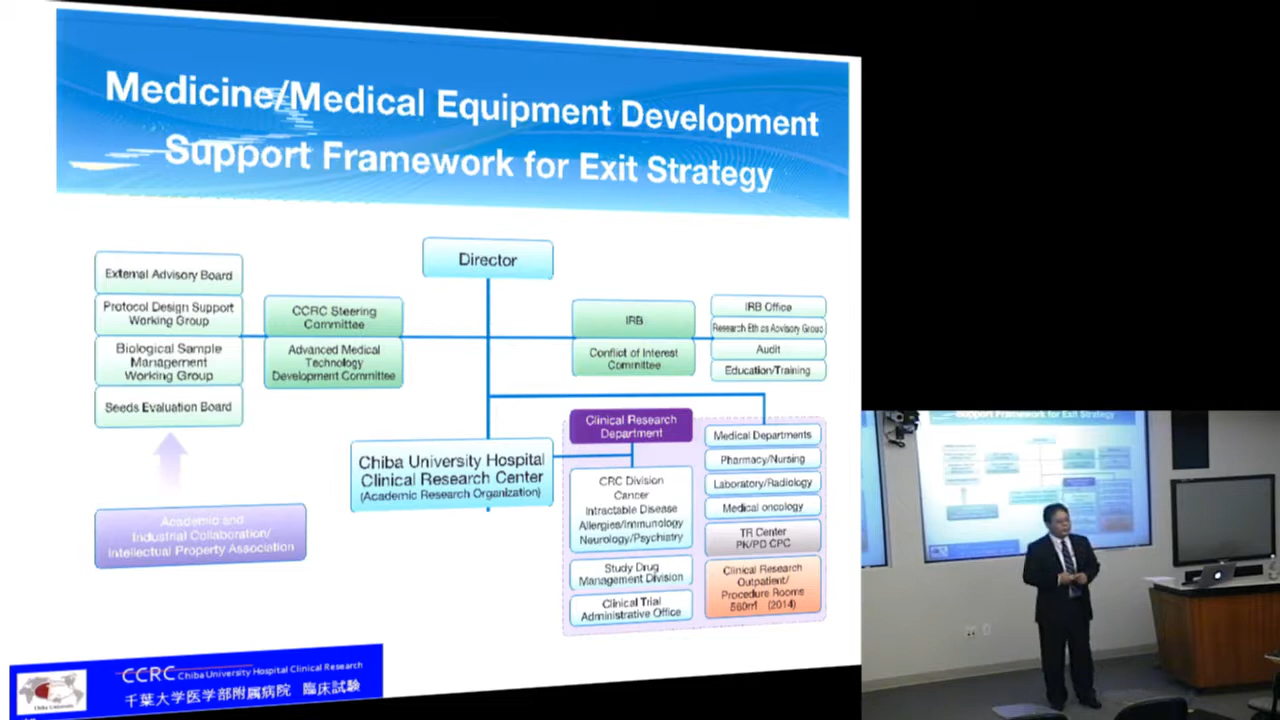 Medicine/Medical Equipment Development
Support Framework for Exit Strategy
Director
External Advisory Board
Protocol Design Support
Working Group
Biological Sample
Management
Working Group
Seeds Evaluation Board
CCRC Steering
Committee
Advanced Medical
Technology
Development Committee
IRB
Conflict of Interest
Committee
IRB Office
Research Ethics Advisory Group
Audit
Education/Training
Academic and
Industrial Collaboration/
Intellectual Property Association
Chiba University Hospital
Clinical Research Center
(Academic Research Organization)
Clinical Research
Department
CRC Division
Cancer
Intractable Disease
Allergies/Immunology
Neurology/Psychiatry
Study Drug
Management Division
Clinical Trial
Administrative Office
Medical Departments
Pharmacy/Nursing
Laboratory/Radiology
Medical oncology
TR Center
PK/PD CPC
Clinical Research
Outpatient/
Procedure Rooms
560㎡ (2014)
CCRC Chiba University Hospital Clinical Research
千葉大学医学部附属病院 臨床試験
Chiba University
Support Framework for Exit Strategy